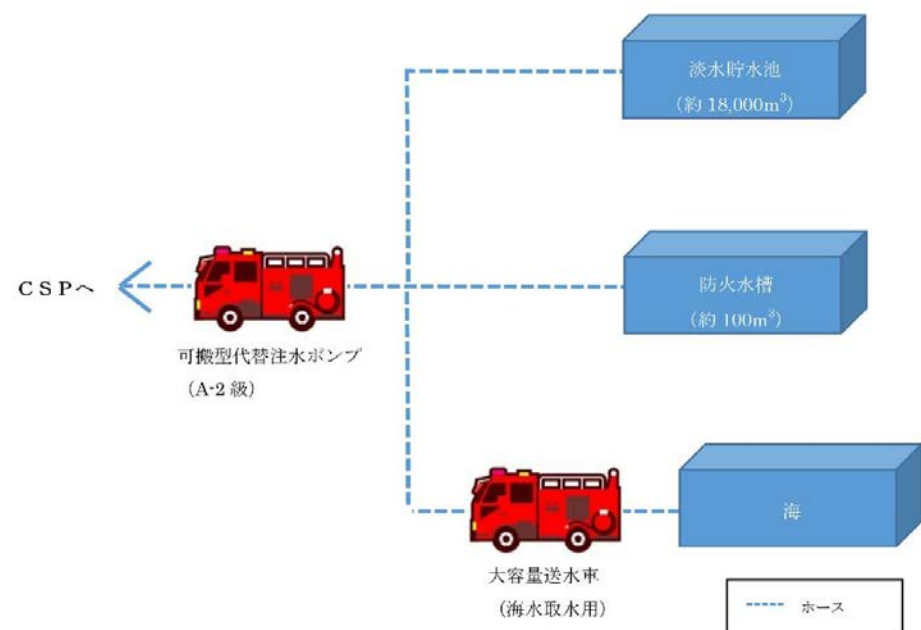 淡水貯水池
(約 18,000m³)
ＣＳＰへ
防火水槽
(約 100m³)
可搬型代替注水ポンプ
(A-2 級)
海
大容量送水車
(海水取水用)
ホース